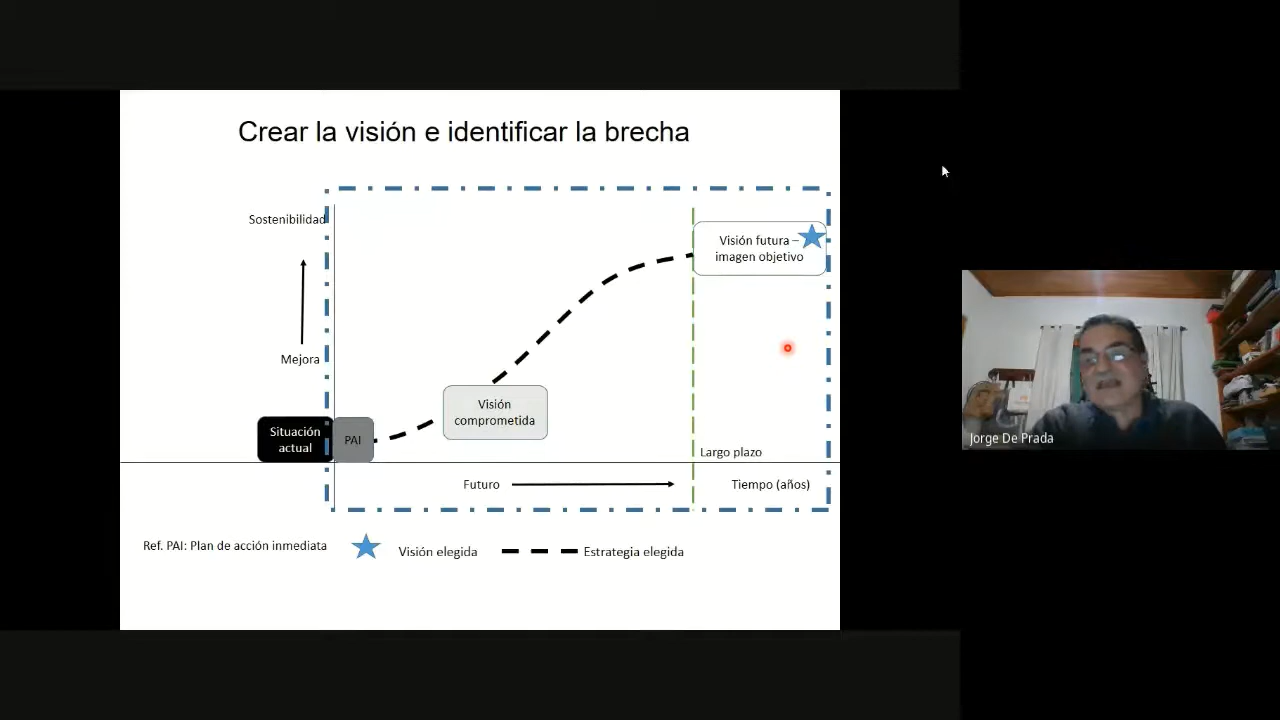 Crear la visión e identificar la brecha
Sostenibilidad
Visión futura –
imagen objetivo
Mejora
Visión
comprometida
Situación
actual
PAI
Largo plazo
Futuro
Tiempo (años)
Ref. PAI: Plan de acción inmediata
Visión elegida
Estrategia elegida
Jorge De Prada